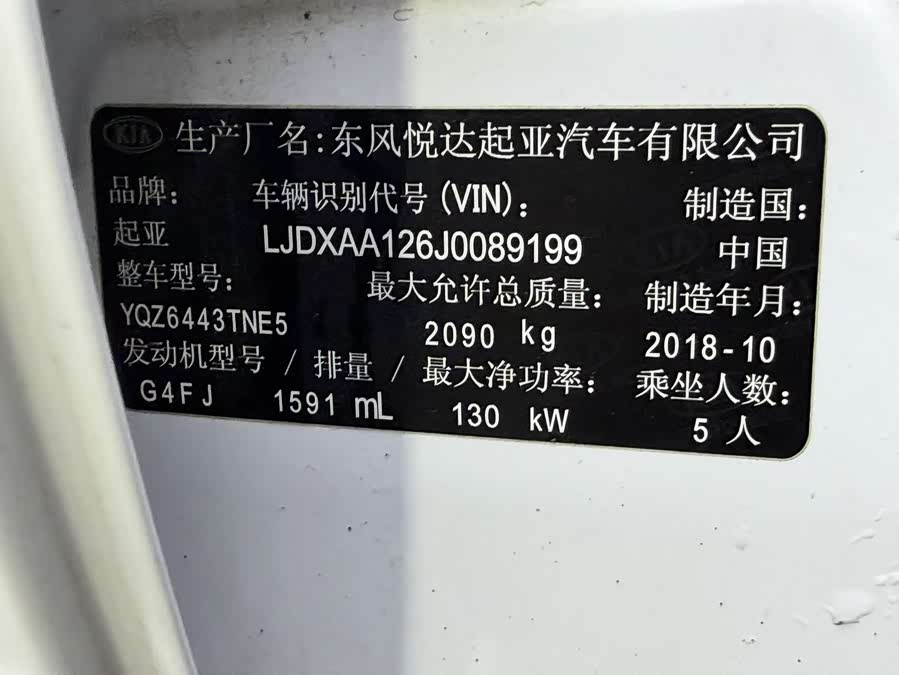 KIA 生产厂名:东风悦达起亚汽车有限公司
品牌: 车辆识别代号(VIN): 制造国:
起亚 LJDXAA126J0089199 中国
整车型号: 最大允许总质量: 制造年月:
YQZ6443TNE5 2090 kg 2018-10
发动机型号 / 排量 / 最大净功率: 乘坐人数:
G4FJ 1591 mL 130 kW 5 人